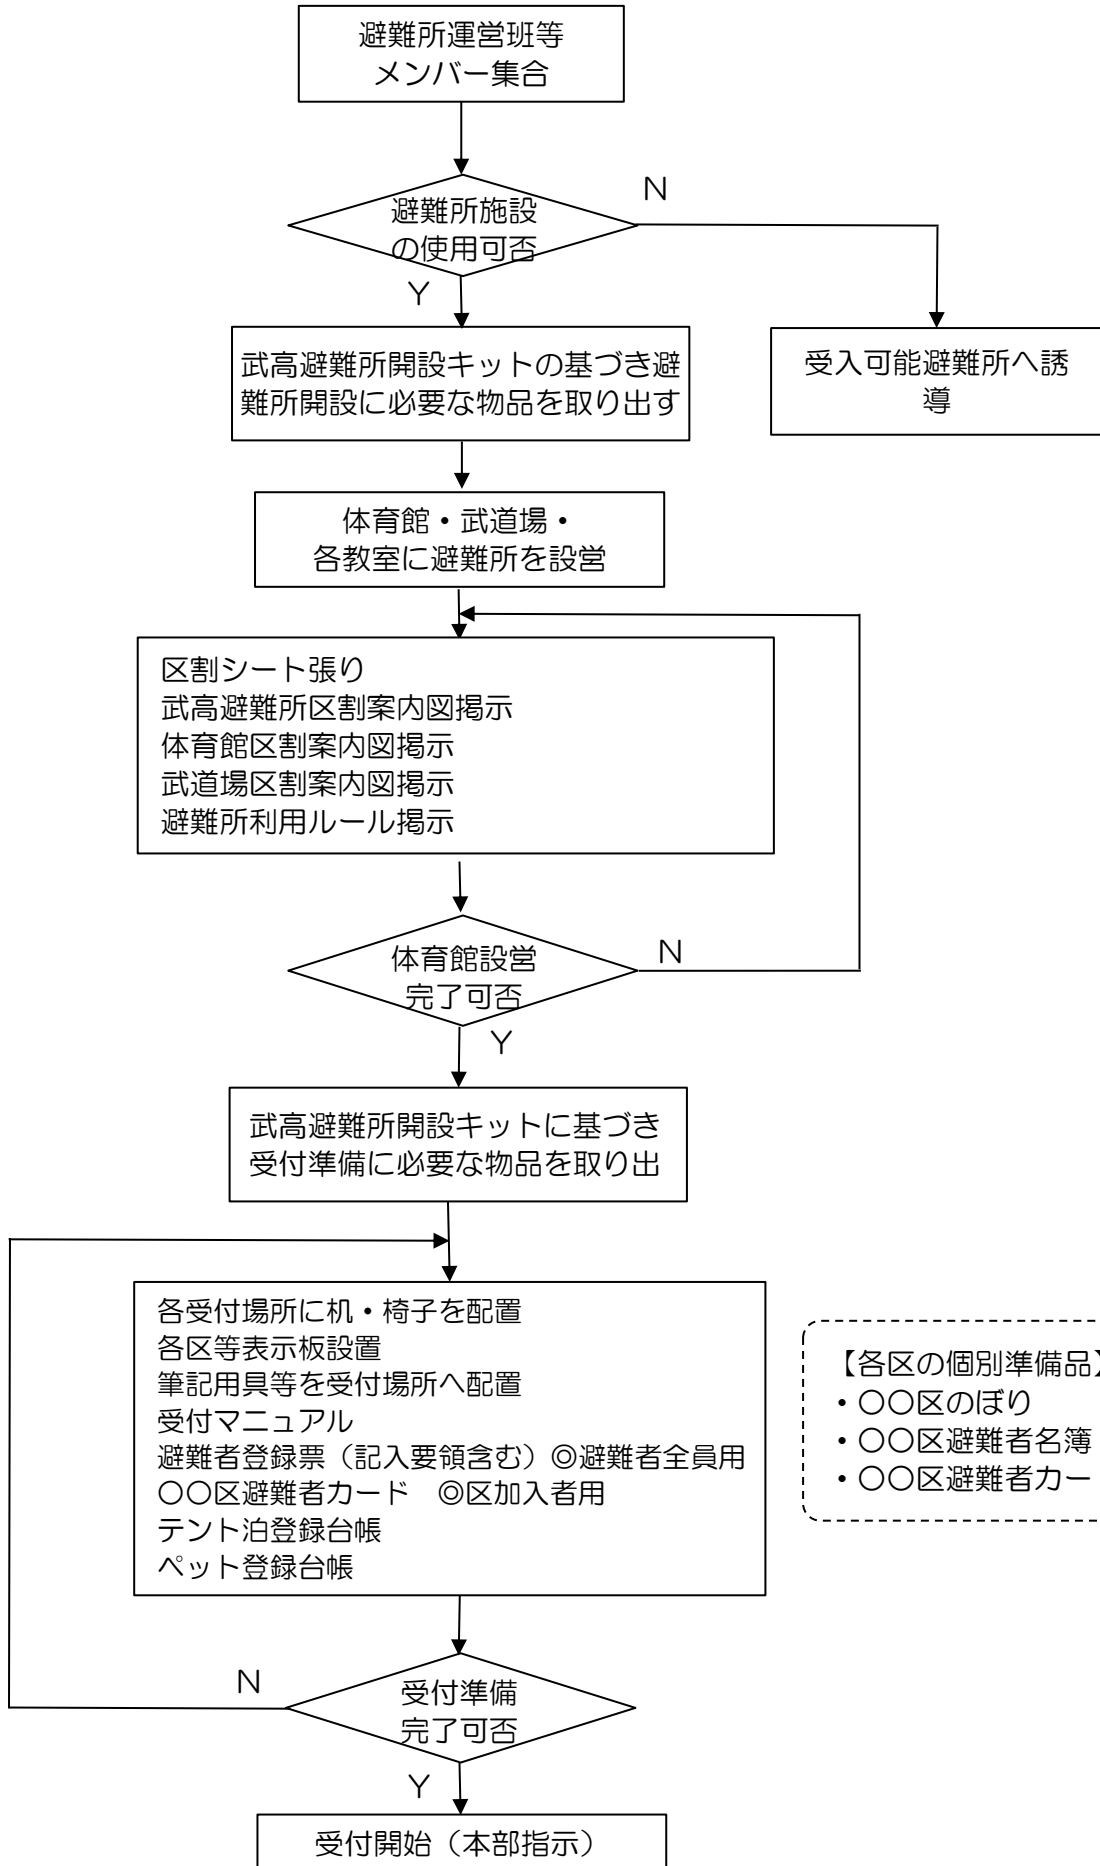 避難所運営班等
メンバー集合
避難所施設
の使用可否
N
Y
武高避難所開設キットの基づき避
難所開設に必要な物品を取り出す
受入可能避難所へ誘
導
体育館・武道場・
各教室に避難所を設営
区割シート張り
武高避難所区割案内図掲示
体育館区割案内図掲示
武道場区割案内図掲示
避難所利用ルール掲示
体育館設営
完了可否
N
Y
武高避難所開設キットに基づき
受付準備に必要な物品を取り出
各受付場所に机・椅子を配置
各区等表示板設置
筆記用具等を受付場所へ配置
受付マニュアル
避難者登録票（記入要領含む）◎避難者全員用
〇〇区避難者カード　◎区加入者用
テント泊登録台帳
ペット登録台帳
【各区の個別準備品】
・〇〇区のぼり
・〇〇区避難者名簿
・〇〇区避難者カー
受付準備
完了可否
N
Y
受付開始（本部指示）